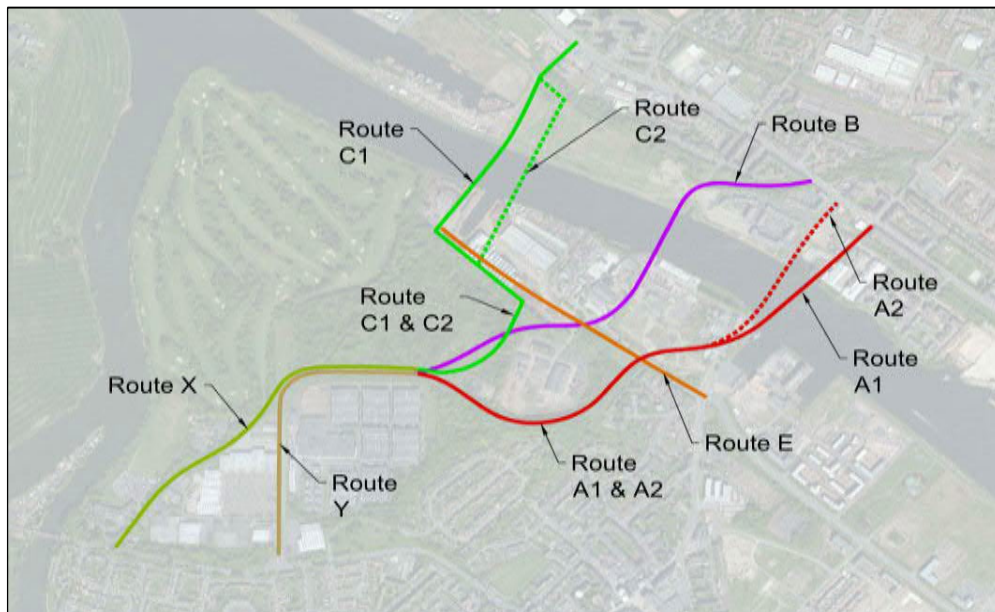 Route
C1
Route
C2
Route B
Route
C1 & C2
Route
A2
Route X
Route
A1
Route E
Route
Y
Route
A1 & A2